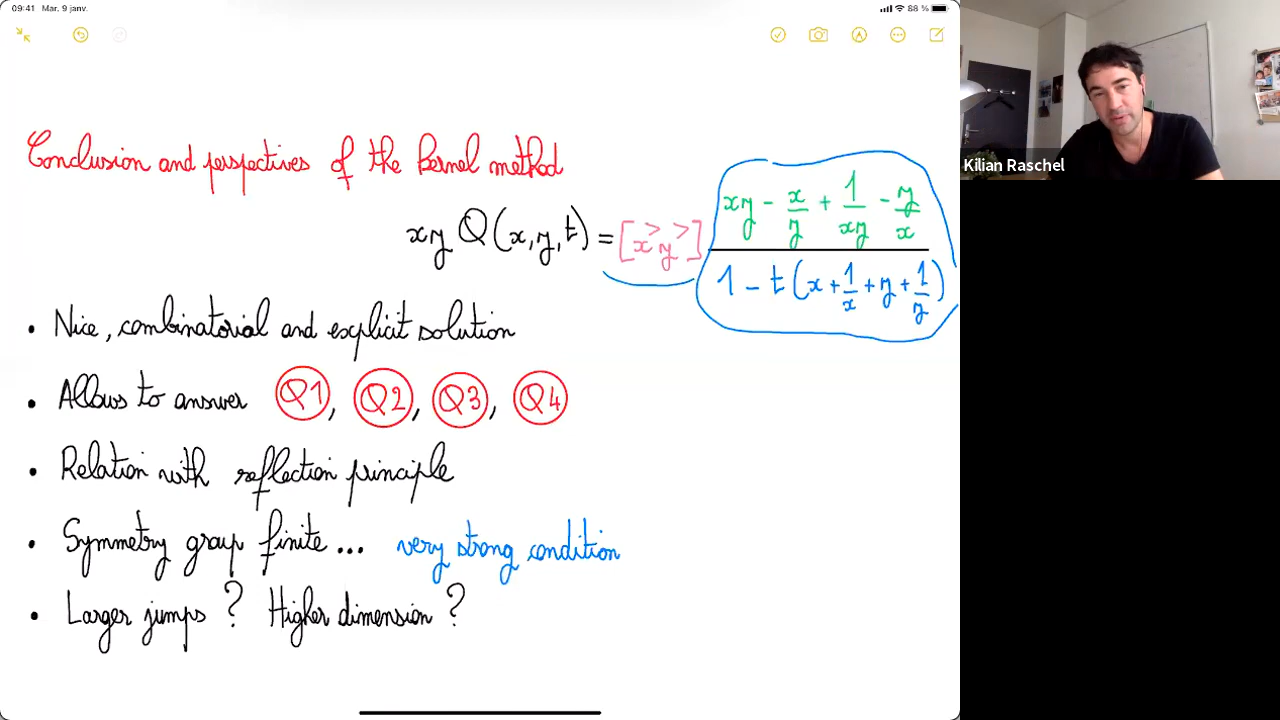 09:41 Mar. 9 janv.
88 %
Kilian Raschel
Conclusion and perspectives of the Kernel method
xy Q(x,y,t) = [x^> y^>] (xy - x/y + 1/(xy) - y/x) / (1 - t(x + 1/x + y + 1/y))
• Nice, combinatorial and explicit solution
• Allows to answer Q1, Q2, Q3, Q4
• Relation with reflection principle
• Symmetry group finite... very strong condition
• Larger jumps ? Higher dimension ?